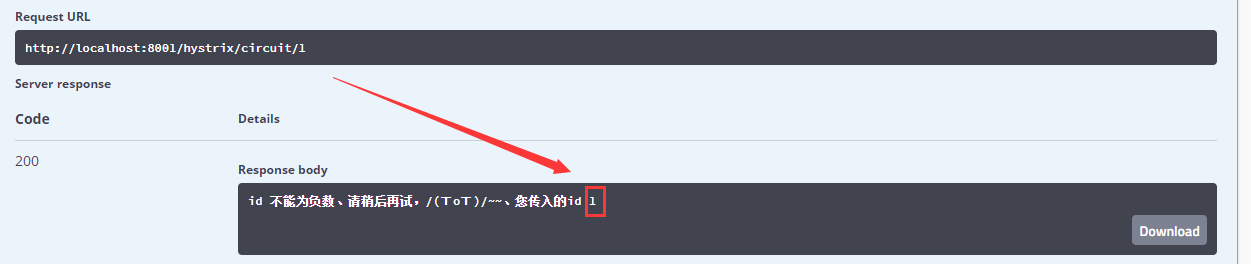 Request URL
http://localhost:8001/hystrix/circuit/1
Server response
Code Details
200
Response body
id 不能为负数、请稍后再试，/(ToT)/~~、您传入的id 1
Download